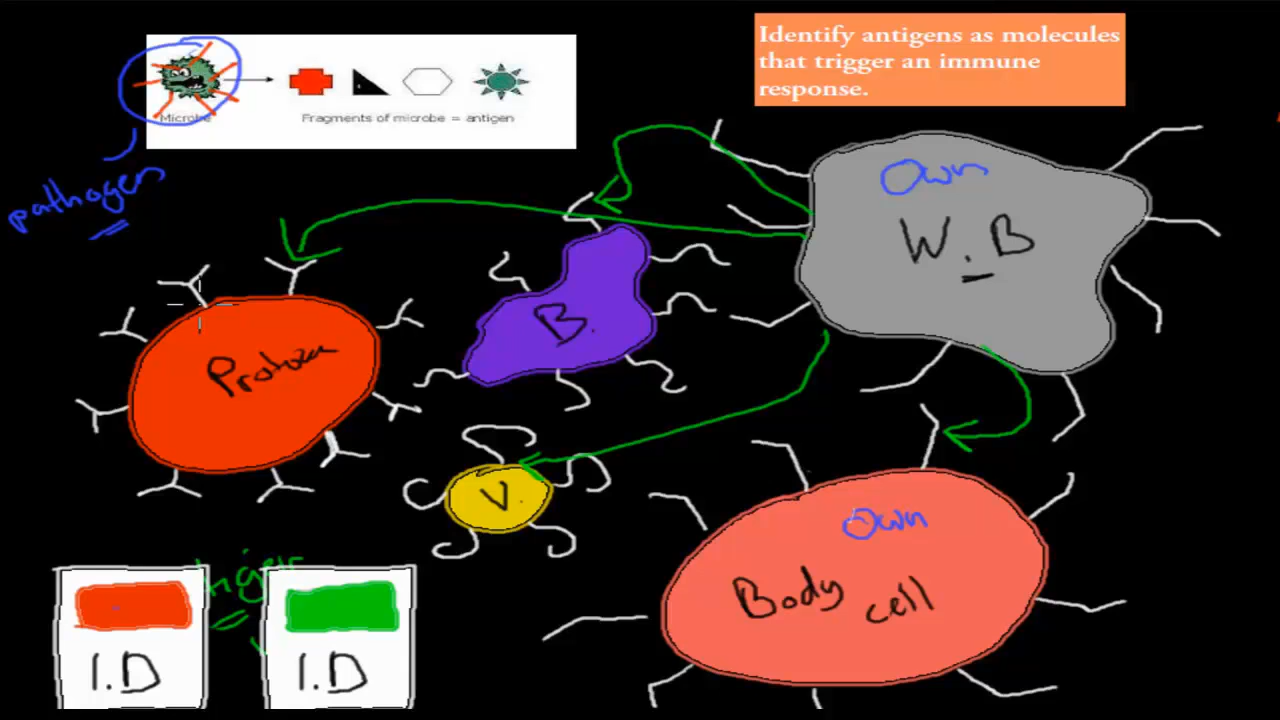 Identify antigens as molecules
that trigger an immune
response.
Microbe
Fragments of microbe = antigen
pathogen
Own
W.B
B.
Protozoa
V.
Own
Body cell
I.D
I.D